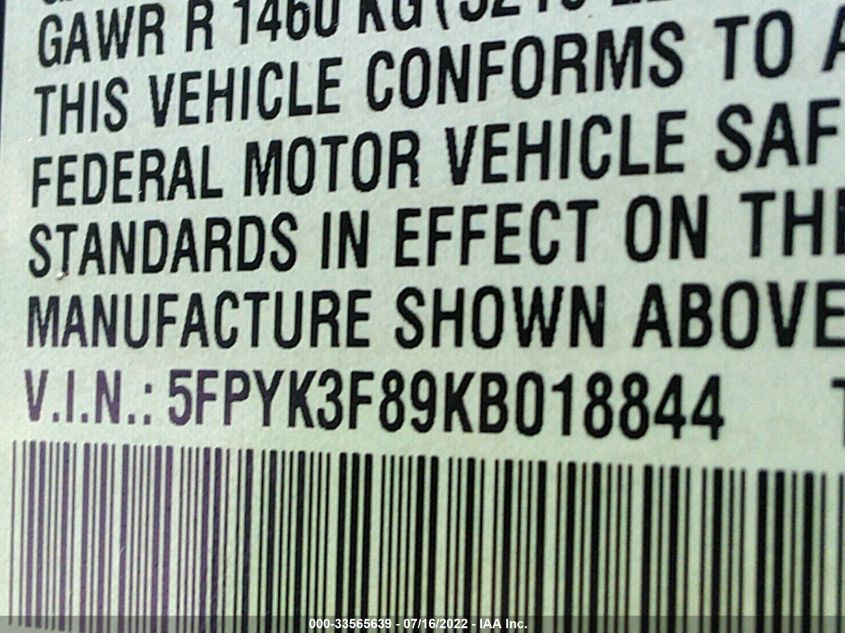 GAWR R 1460 KG (
THIS VEHICLE CONFORMS TO A
FEDERAL MOTOR VEHICLE SAF
STANDARDS IN EFFECT ON THE
MANUFACTURE SHOWN ABOVE
V.I.N.: 5FPYK3F89KB018844 T
000-33565639 - 07/16/2022 - IAA Inc.